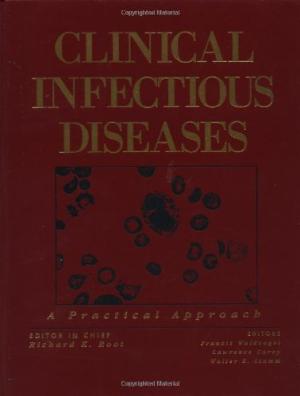 CLINICAL
INFECTIOUS
DISEASES
A Practical Approach
EDITOR IN CHIEF
Richard K. Root
EDITORS
Francis Waldvogel
Lawrence Corey
Walter E. Stamm